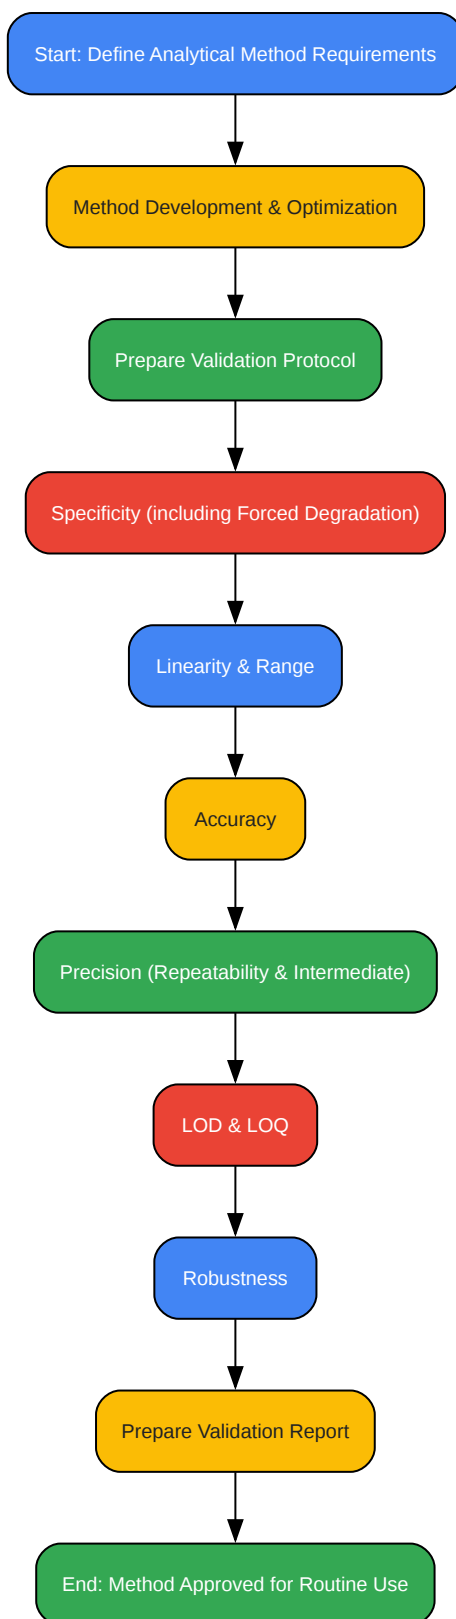 Start: Define Analytical Method Requirements
Method Development & Optimization
Prepare Validation Protocol
Specificity (including Forced Degradation)
Linearity & Range
Accuracy
Precision (Repeatability & Intermediate)
LOD & LOQ
Robustness
Prepare Validation Report
End: Method Approved for Routine Use